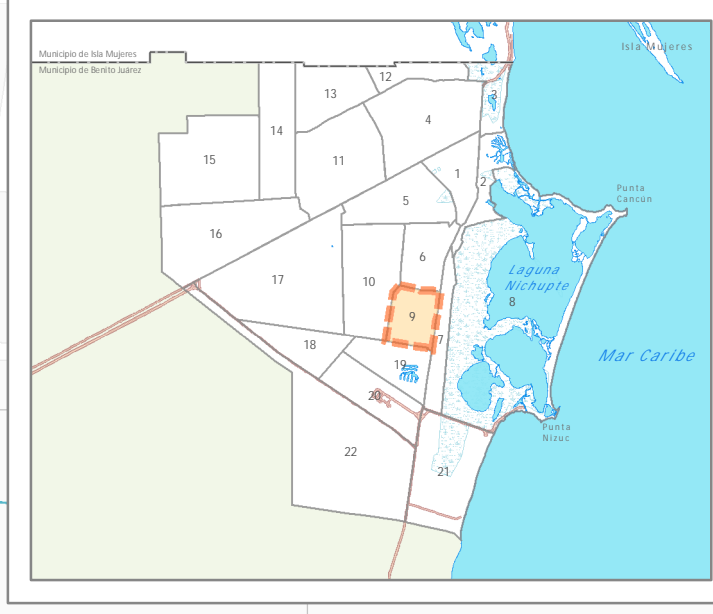 Municipio de Isla Mujeres
Municipio de Benito Juárez
Isla Mujeres
12
13
3
4
14
11
15
1
2
Punta
Cancún
5
16
6
Laguna
Nichupte
17
10
8
9
7
18
19
Mar Caribe
20
Punta
Nizuc
22
21